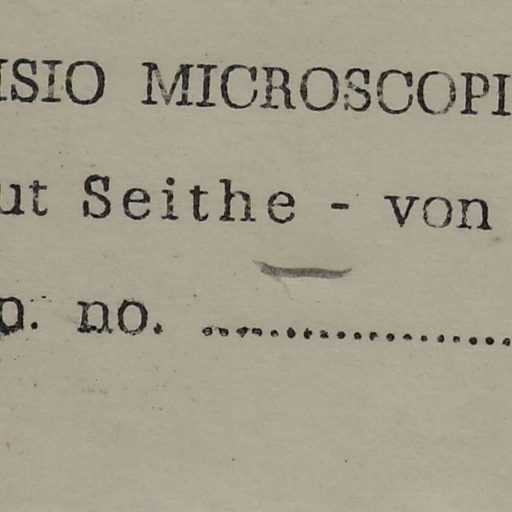 ISIO MICROSCOPI
ut Seithe - von
n. no. ....................